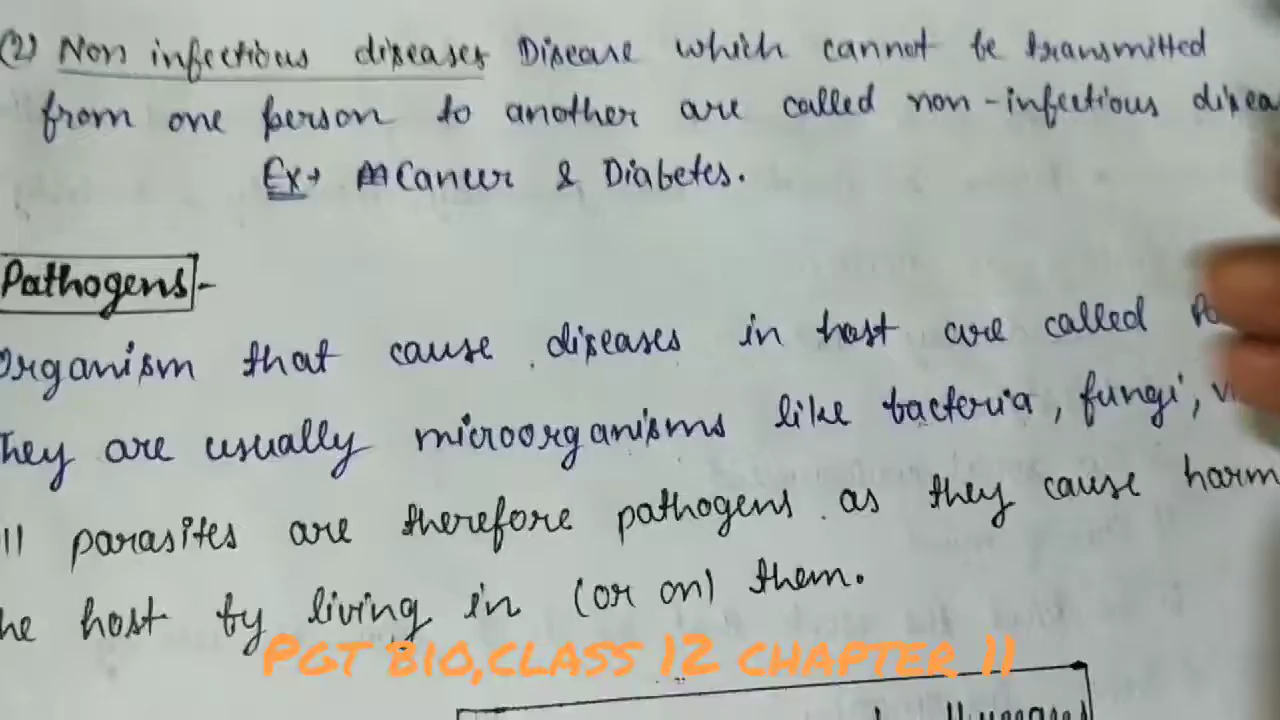 (2) Non infectious diseases Disease which cannot be transmitted
from one person to another are called non-infectious disea
Ex→ Cancer & Diabetes.
Pathogens:-
Organism that cause diseases in host are called
They are usually microorganisms like bacteria, fungi,
ll parasites are therefore pathogens as they cause harm
he host by living in (or on) them.
PGT BIO,CLASS 12 CHAPTER 11